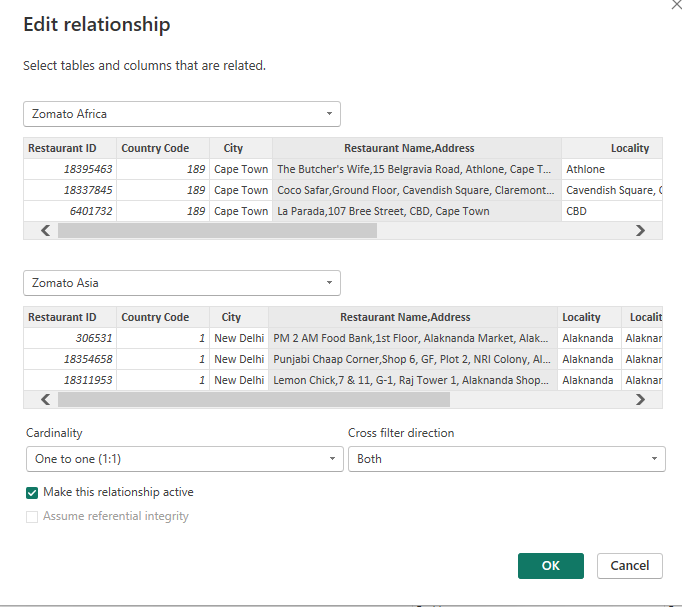 Edit relationship
Select tables and columns that are related.
Zomato Africa
Restaurant ID Country Code City Restaurant Name,Address Locality
18395463 189 Cape Town The Butcher's Wife,15 Belgravia Road, Athlone, Cape T... Athlone
18337845 189 Cape Town Coco Safar,Ground Floor, Cavendish Square, Claremont... Cavendish Square,
6401732 189 Cape Town La Parada,107 Bree Street, CBD, Cape Town CBD
Zomato Asia
Restaurant ID Country Code City Restaurant Name,Address Locality Localit
306531 1 New Delhi PM 2 AM Food Bank,1st Floor, Alaknanda Market, Alak... Alaknanda Alaknar
18354658 1 New Delhi Punjabi Chaap Corner,Shop 6, GF, Plot 2, NRI Colony, Al... Alaknanda Alaknar
18311953 1 New Delhi Lemon Chick,7 & 11, G-1, Raj Tower 1, Alaknanda Shop... Alaknanda Alaknar
Cardinality Cross filter direction
One to one (1:1) Both
Make this relationship active
Assume referential integrity
OK Cancel